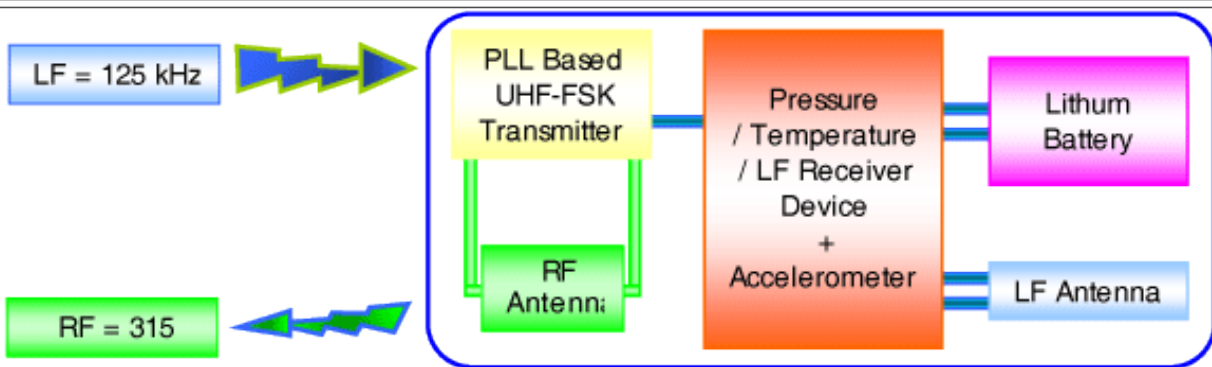 LF = 125 kHz
PLL Based
UHF-FSK
Transmitter
Pressure
/ Temperature
/ LF Receiver
Device
+
Accelerometer
Lithum
Battery
RF
Antenna
LF Antenna
RF = 315